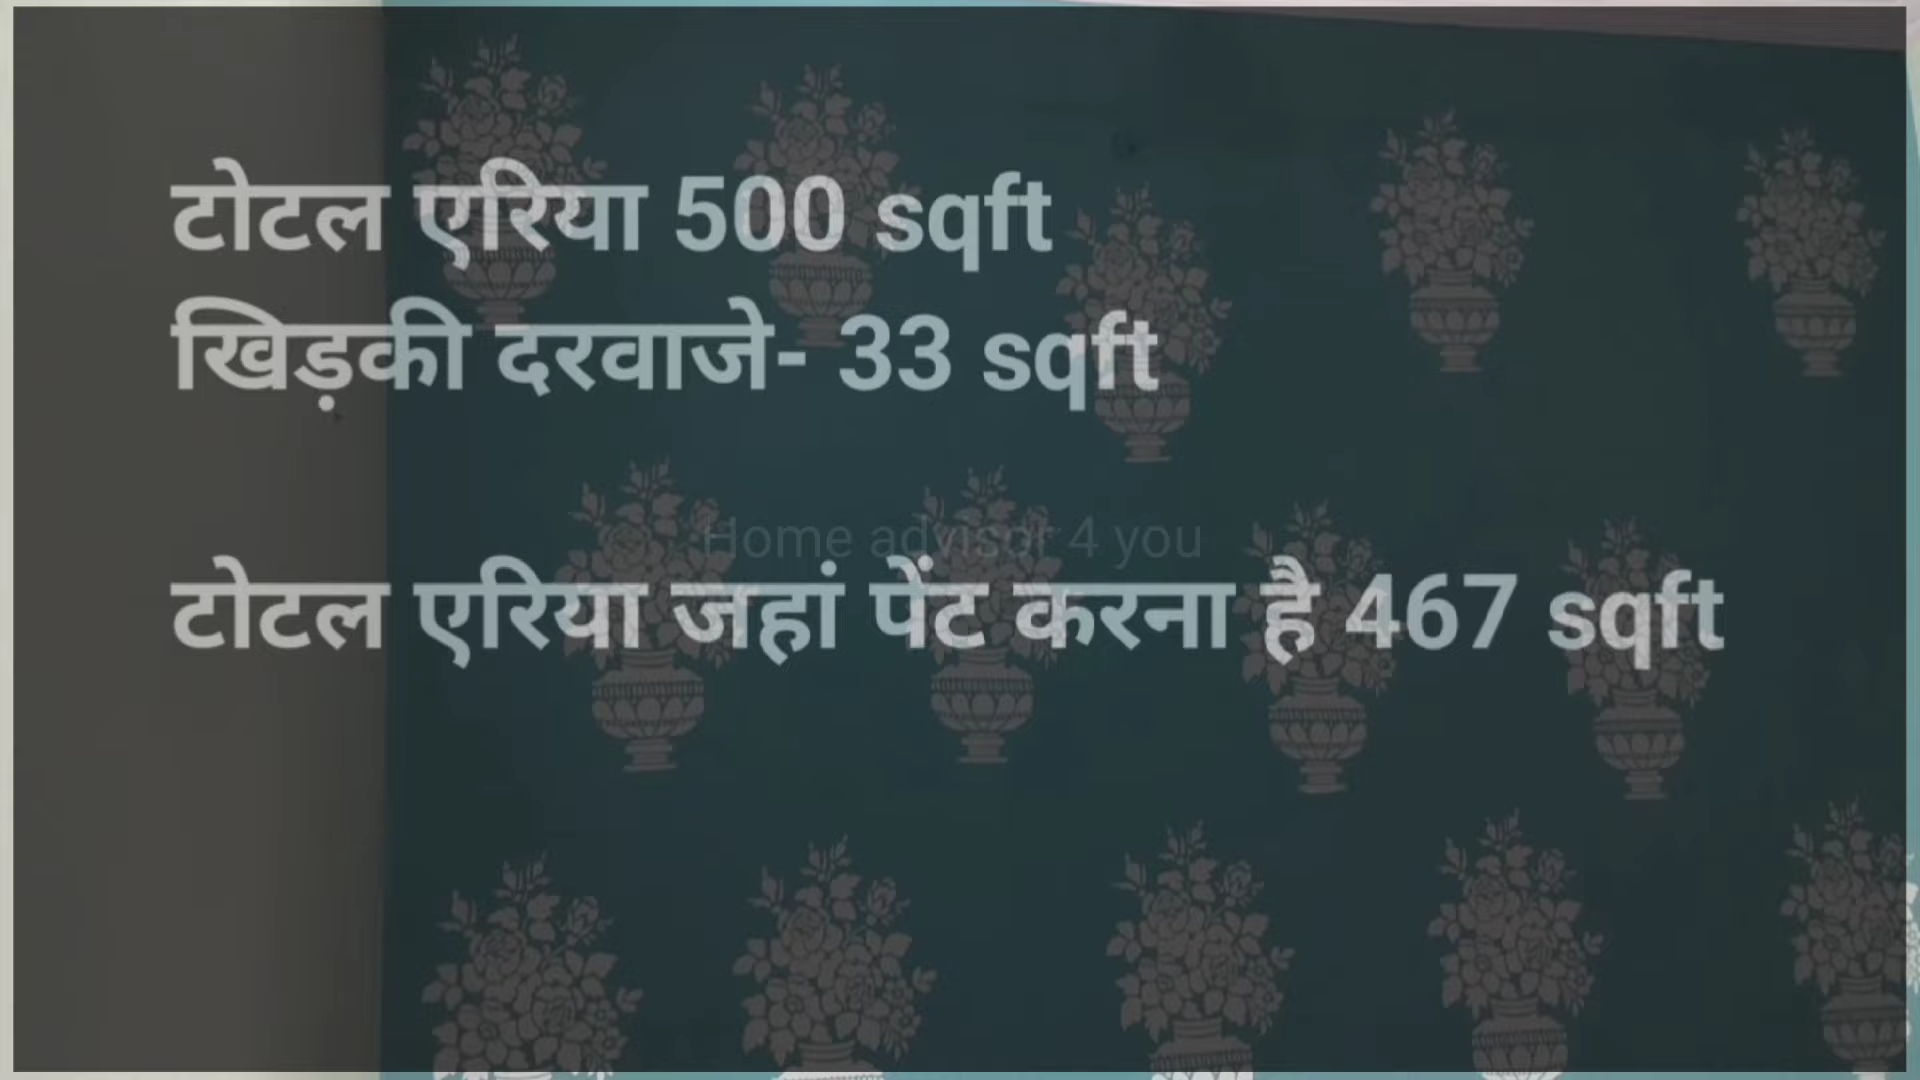 टोटल एरिया 500 sqft
खिड़की दरवाजे- 33 sqft
Home advisor 4 you
टोटल एरिया जहां पेंट करना है 467 sqft